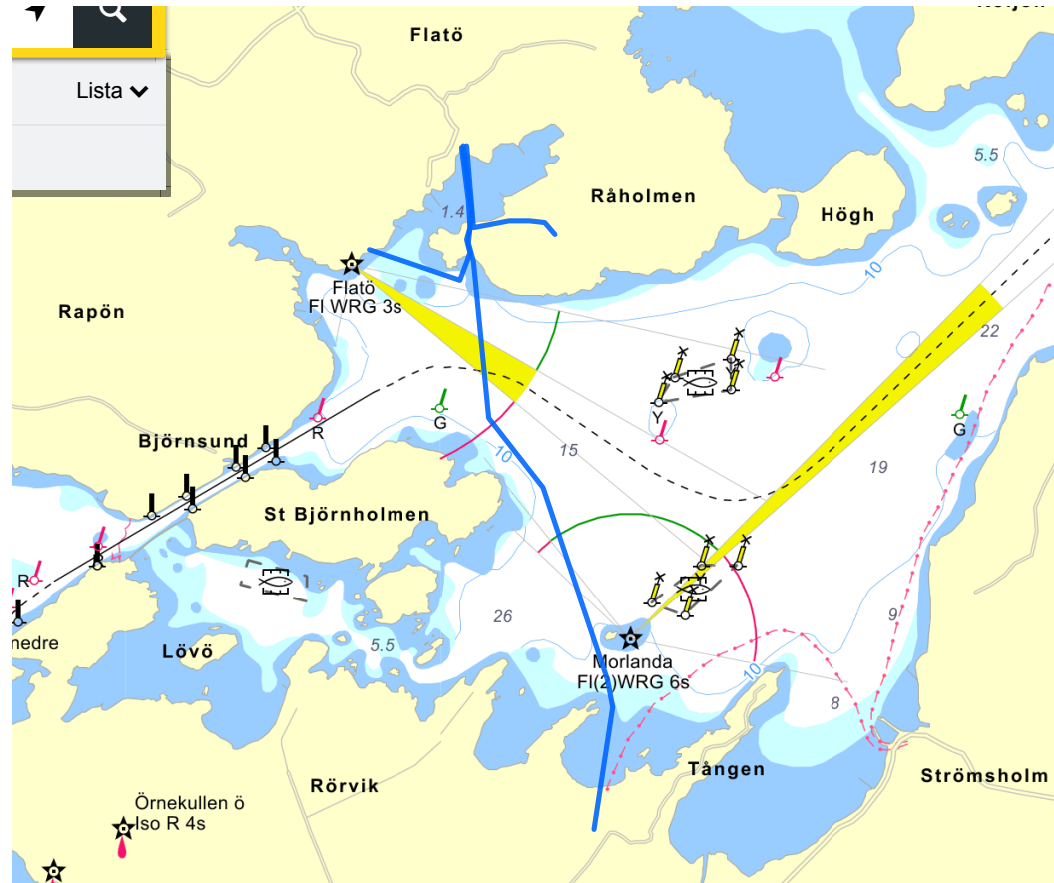 Flatö
Lista
5.5
Råholmen
1.4
Högh
10
Flatö
Fl WRG 3s
Rapön
22
R
G
Y
G
Björnsund
10
15
19
St Björnholmen
R
R
26
9
nedre
Lövö
5.5
Morlanda
Fl(2)WRG 6s
10
8
Tången
Strömsholm
Rörvik
Örnekullen ö
Iso R 4s